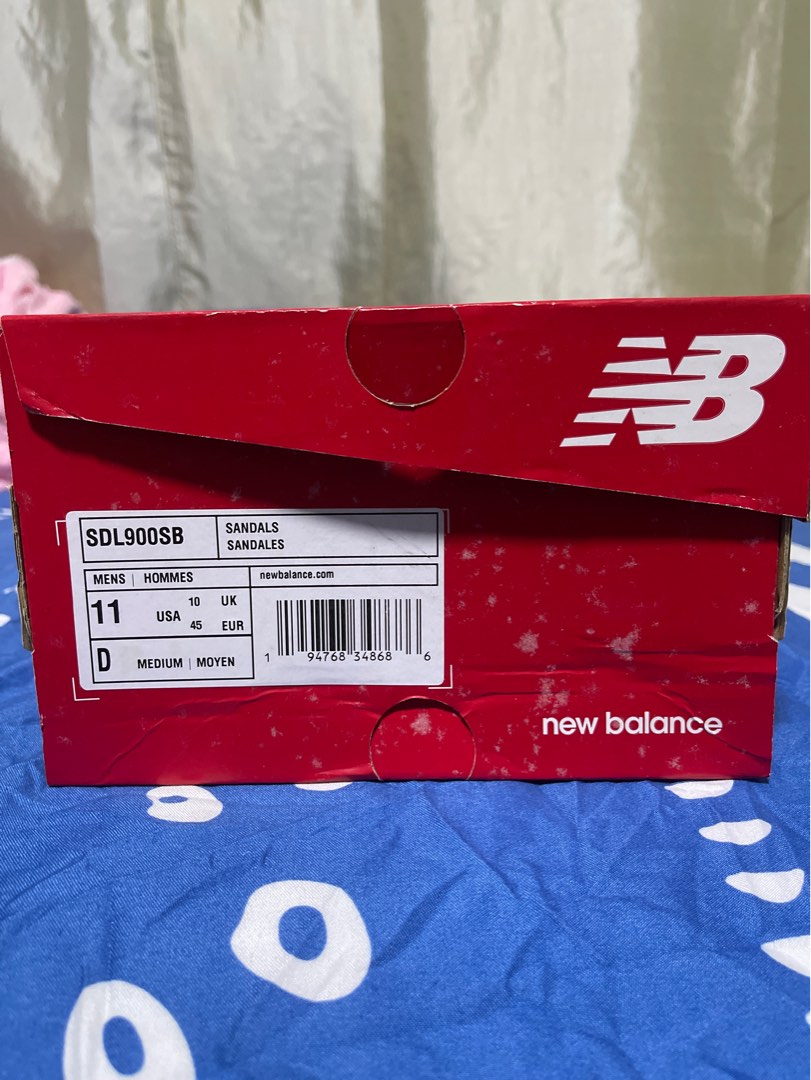 NB
SDL900SB
SANDALS
SANDALES
MENS | HOMMES
newbalance.com
11 USA
10 UK
45 EUR
D MEDIUM | MOYEN
1 94768 34868 6
new balance